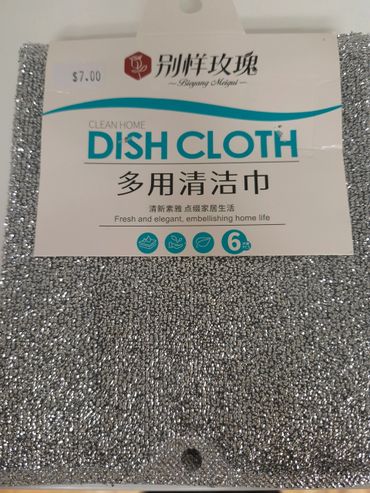 $7.00
别样玫瑰
Bieyang Meigui
CLEAN HOME
DISH CLOTH
多用清洁巾
清新素雅 点缀家居生活
Fresh and elegant, embellishing home life
6